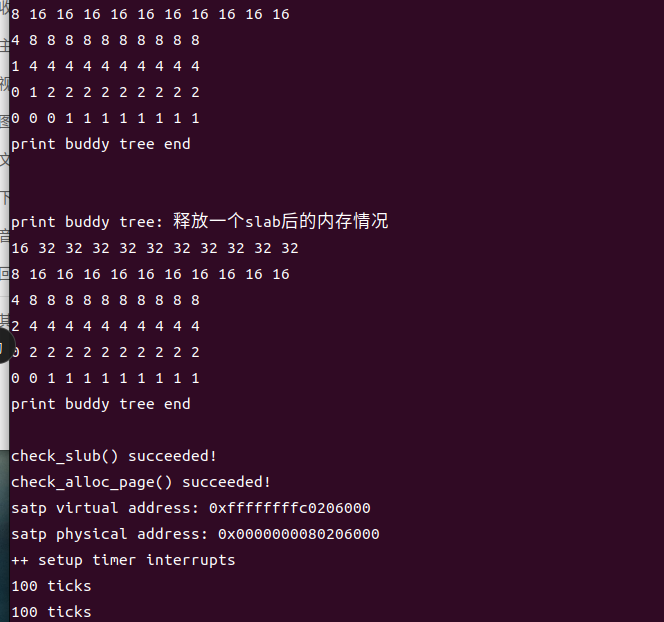 8 16 16 16 16 16 16 16 16 16 16
4 8 8 8 8 8 8 8 8 8 8
1 4 4 4 4 4 4 4 4 4 4
0 1 2 2 2 2 2 2 2 2 2
0 0 0 1 1 1 1 1 1 1 1
print buddy tree end
print buddy tree: 释放一个slab后的内存情况
16 32 32 32 32 32 32 32 32 32 32
8 16 16 16 16 16 16 16 16 16 16
4 8 8 8 8 8 8 8 8 8 8
2 4 4 4 4 4 4 4 4 4 4
0 2 2 2 2 2 2 2 2 2 2
0 0 1 1 1 1 1 1 1 1 1
print buddy tree end
check_slub() succeeded!
check_alloc_page() succeeded!
satp virtual address: 0xffffffffc0206000
satp physical address: 0x0000000080206000
++ setup timer interrupts
100 ticks
100 ticks